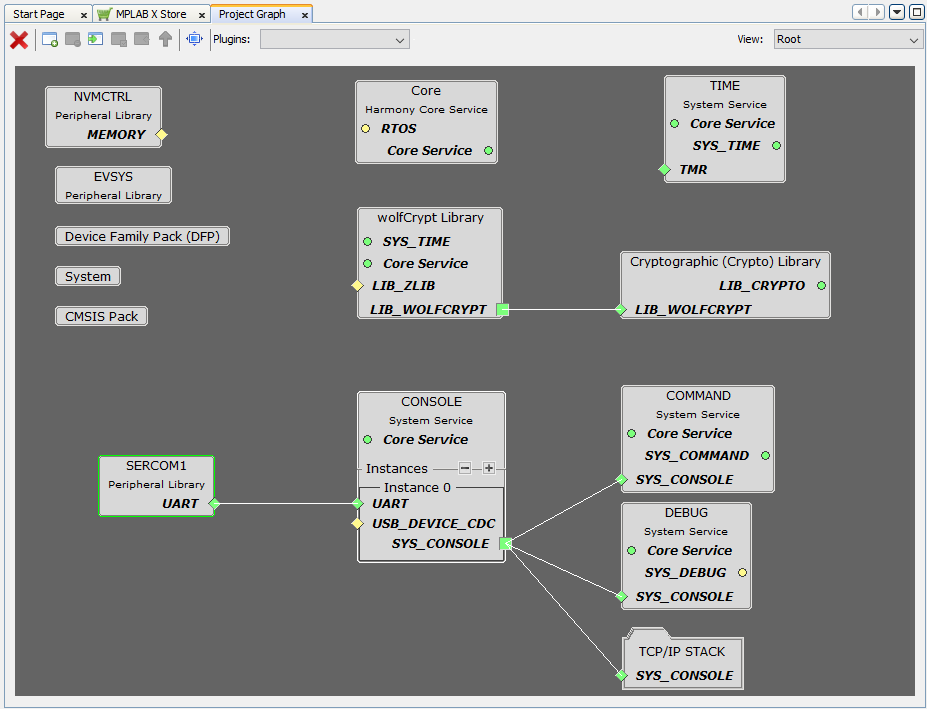 Start Page
MPLAB X Store
Project Graph
Plugins:
View:
Root
NVMCTRL
Peripheral Library
MEMORY
EVSYS
Peripheral Library
Device Family Pack (DFP)
System
CMSIS Pack
Core
Harmony Core Service
RTOS
Core Service
TIME
System Service
Core Service
SYS_TIME
TMR
wolfCrypt Library
SYS_TIME
Core Service
LIB_ZLIB
LIB_WOLFCRYPT
Cryptographic (Crypto) Library
LIB_CRYPTO
LIB_WOLFCRYPT
SERCOM1
Peripheral Library
UART
CONSOLE
System Service
Core Service
Instances
Instance 0
UART
USB_DEVICE_CDC
SYS_CONSOLE
COMMAND
System Service
Core Service
SYS_COMMAND
SYS_CONSOLE
DEBUG
System Service
Core Service
SYS_DEBUG
SYS_CONSOLE
TCP/IP STACK
SYS_CONSOLE